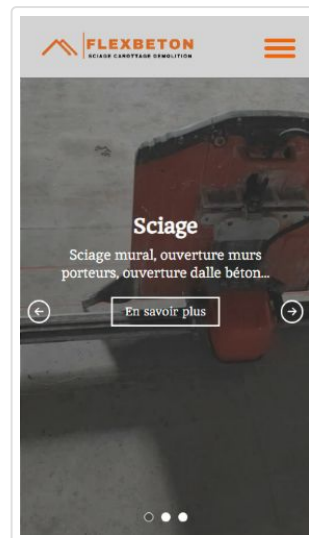 FLEXBETON
SCIAGE CAROTTAGE DEMOLITION
Sciage
Sciage mural, ouverture murs
porteurs, ouverture dalle béton...
En savoir plus